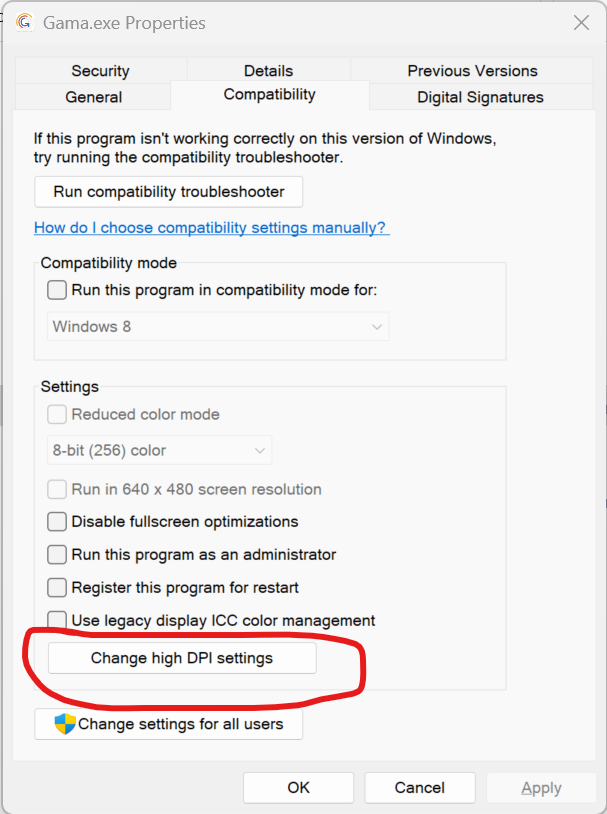 Gama.exe Properties
Security
Details
Previous Versions
General
Compatibility
Digital Signatures
If this program isn't working correctly on this version of Windows,
try running the compatibility troubleshooter.
Run compatibility troubleshooter
How do I choose compatibility settings manually?
Compatibility mode
Run this program in compatibility mode for:
Windows 8
Settings
Reduced color mode
8-bit (256) color
Run in 640 x 480 screen resolution
Disable fullscreen optimizations
Run this program as an administrator
Register this program for restart
Use legacy display ICC color management
Change high DPI settings
Change settings for all users
OK
Cancel
Apply